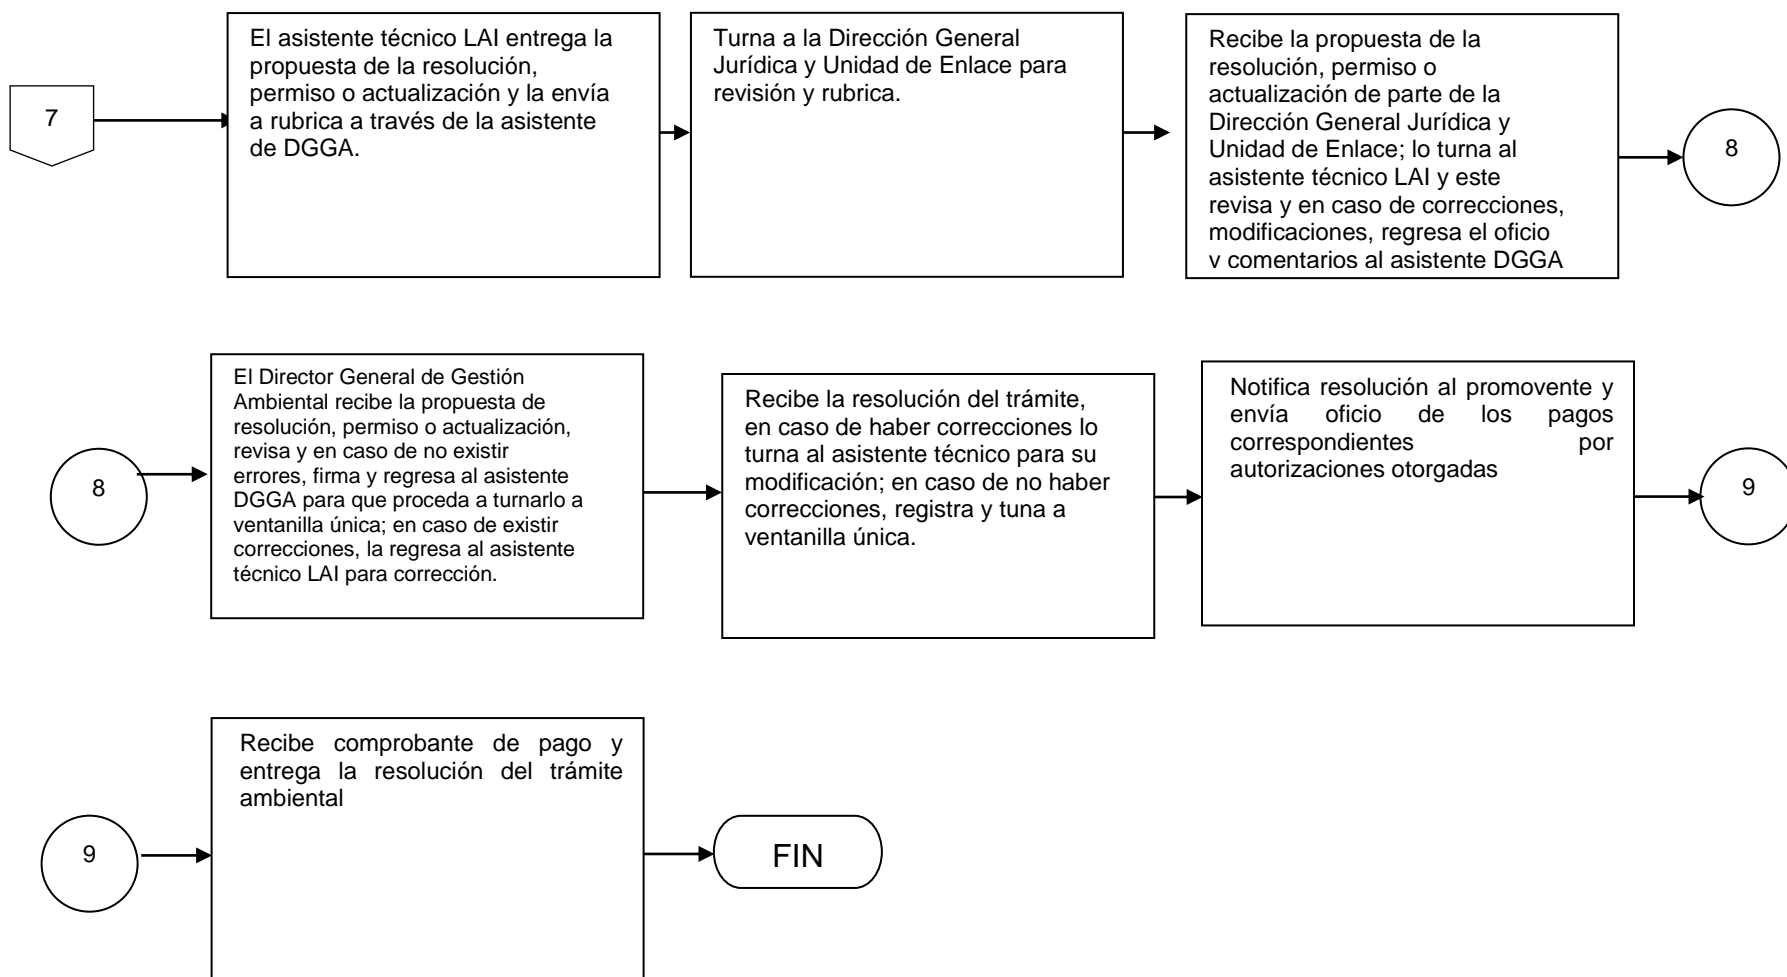 7
El asistente técnico LAI entrega la
propuesta de la resolución,
permiso o actualización y la envía
a rubrica a través de la asistente
de DGGA.
Turna a la Dirección General
Jurídica y Unidad de Enlace para
revisión y rubrica.
Recibe la propuesta de la
resolución, permiso o
actualización de parte de la
Dirección General Jurídica y
Unidad de Enlace; lo turna al
asistente técnico LAI y este
revisa y en caso de correcciones,
modificaciones, regresa el oficio
y comentarios al asistente DGGA
8
8
El Director General de Gestión
Ambiental recibe la propuesta de
resolución, permiso o actualización,
revisa y en caso de no existir
errores, firma y regresa al asistente
DGGA para que proceda a turnarlo a
ventanilla única; en caso de existir
correcciones, la regresa al asistente
técnico LAI para corrección.
Recibe la resolución del trámite,
en caso de haber correcciones lo
turna al asistente técnico para su
modificación; en caso de no haber
correcciones, registra y tuna a
ventanilla única.
Notifica resolución al promovente y
envía oficio de los pagos
correspondientes por
autorizaciones otorgadas
9
9
Recibe comprobante de pago y
entrega la resolución del trámite
ambiental
FIN